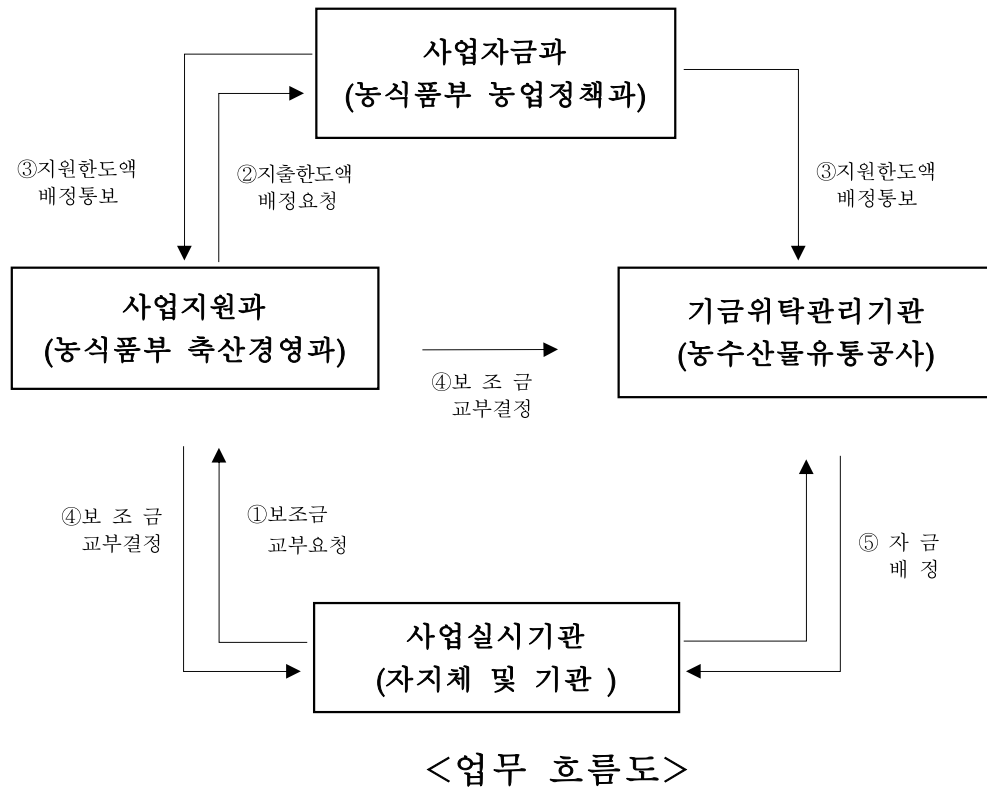 사업자금과
(농식품부 농업정책과)
③지원한도액
배정통보
②지출한도액
배정요청
③지원한도액
배정통보
사업지원과
(농식품부 축산경영과)
기금위탁관리기관
(농수산물유통공사)
④보 조 금
교부결정
④보 조 금
교부결정
①보조금
교부요청
⑤ 자 금
배 정
사업실시기관
(자지체 및 기관 )
<업무 흐름도>